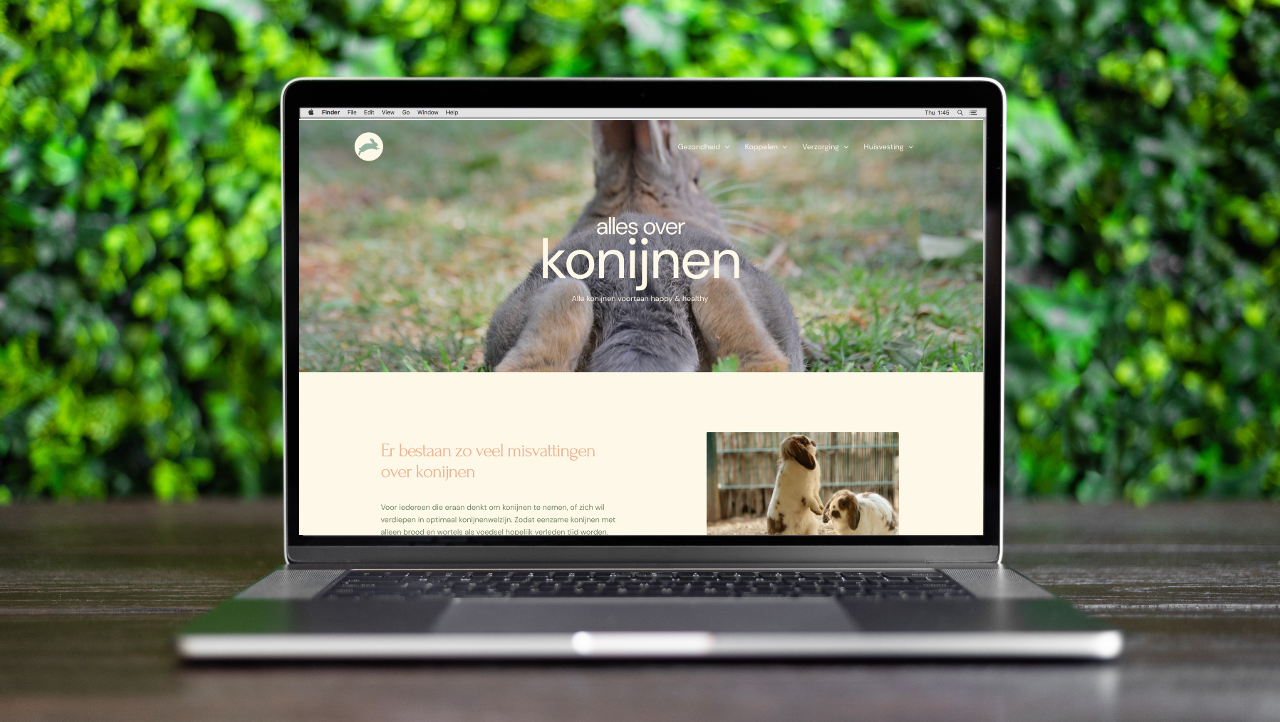 Finder File Edit View Go Window Help Thu 1:45
Gezondheid Koppelen Verzorging Huisvesting
alles over
konijnen
Alle konijnen voortaan happy & healthy
Er bestaan zo veel misvattingen
over konijnen
Voor iedereen die eraan denkt om konijnen te nemen, of zich wil
verdiepen in optimaal konijnenwelzijn. Zodat eenzame konijnen met
alleen brood en wortels als voedsel hopelijk verleden tijd worden.